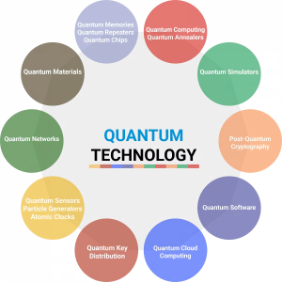 Quantum Memories
Quantum Repesters
Quantum Chips
Quantum Computing
Quantum Annealers
Quantum Materials
Quantum Simulators
Quantum Networks
QUANTUM
TECHNOLOGY
Post-Quantum
Cryptography
Quantum Sensors
Particle Generators
Atomic Clocks
Quantum Software
Quantum Key
Distribution
Quantum Cloud
Computing